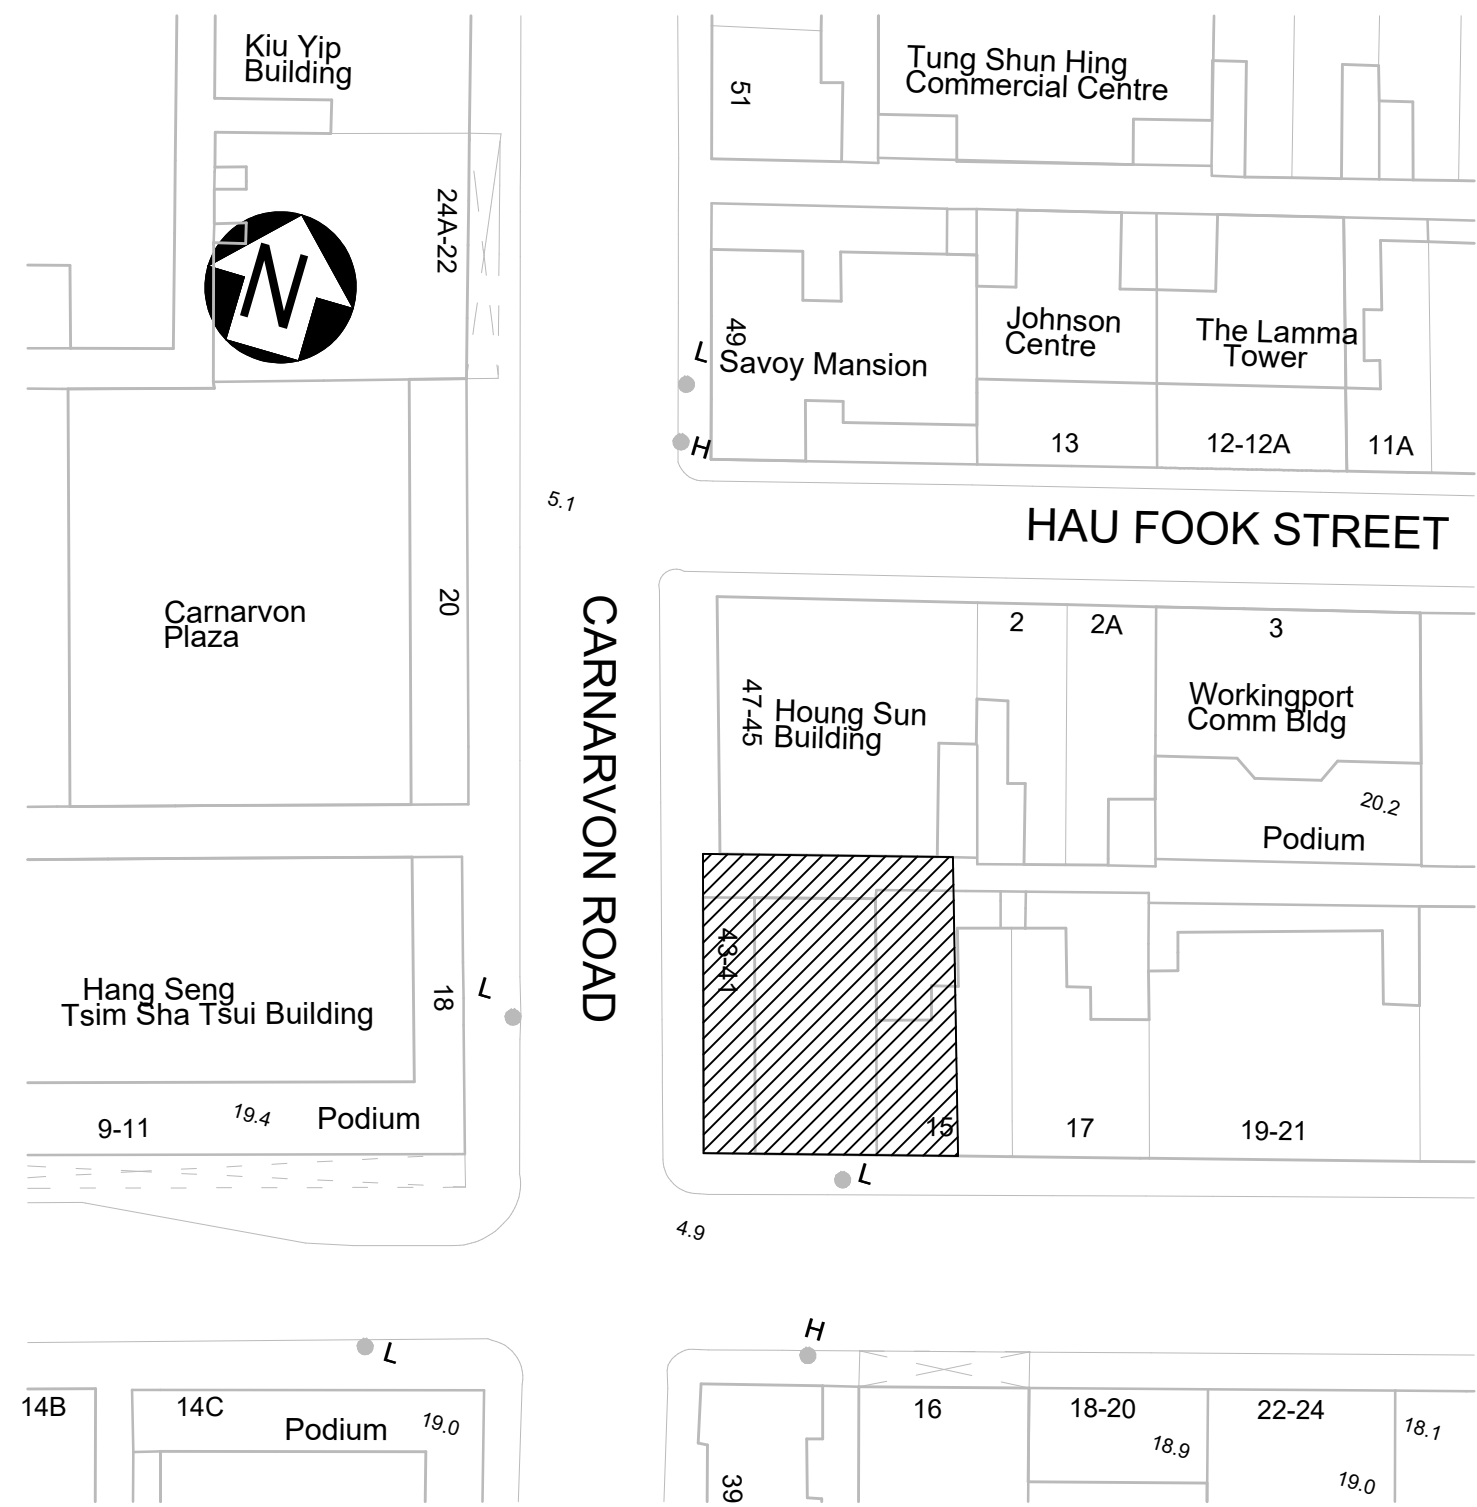 Kiu Yip
Building
51
Tung Shun Hing
Commercial Centre
24A-22
N
49
L
Savoy Mansion
Johnson
Centre
The Lamma
Tower
H
13
12-12A
11A
5.1
HAU FOOK STREET
Carnarvon
Plaza
20
CARNARVON ROAD
2
2A
3
47-45
Houng Sun
Building
Workingport
Comm Bldg
20.2
Podium
43-41
Hang Seng
Tsim Sha Tsui Building
18
L
9-11
19.4
Podium
15
17
19-21
L
4.9
H
L
14B
14C
Podium
19.0
39
16
18-20
18.9
22-24
18.1
19.0